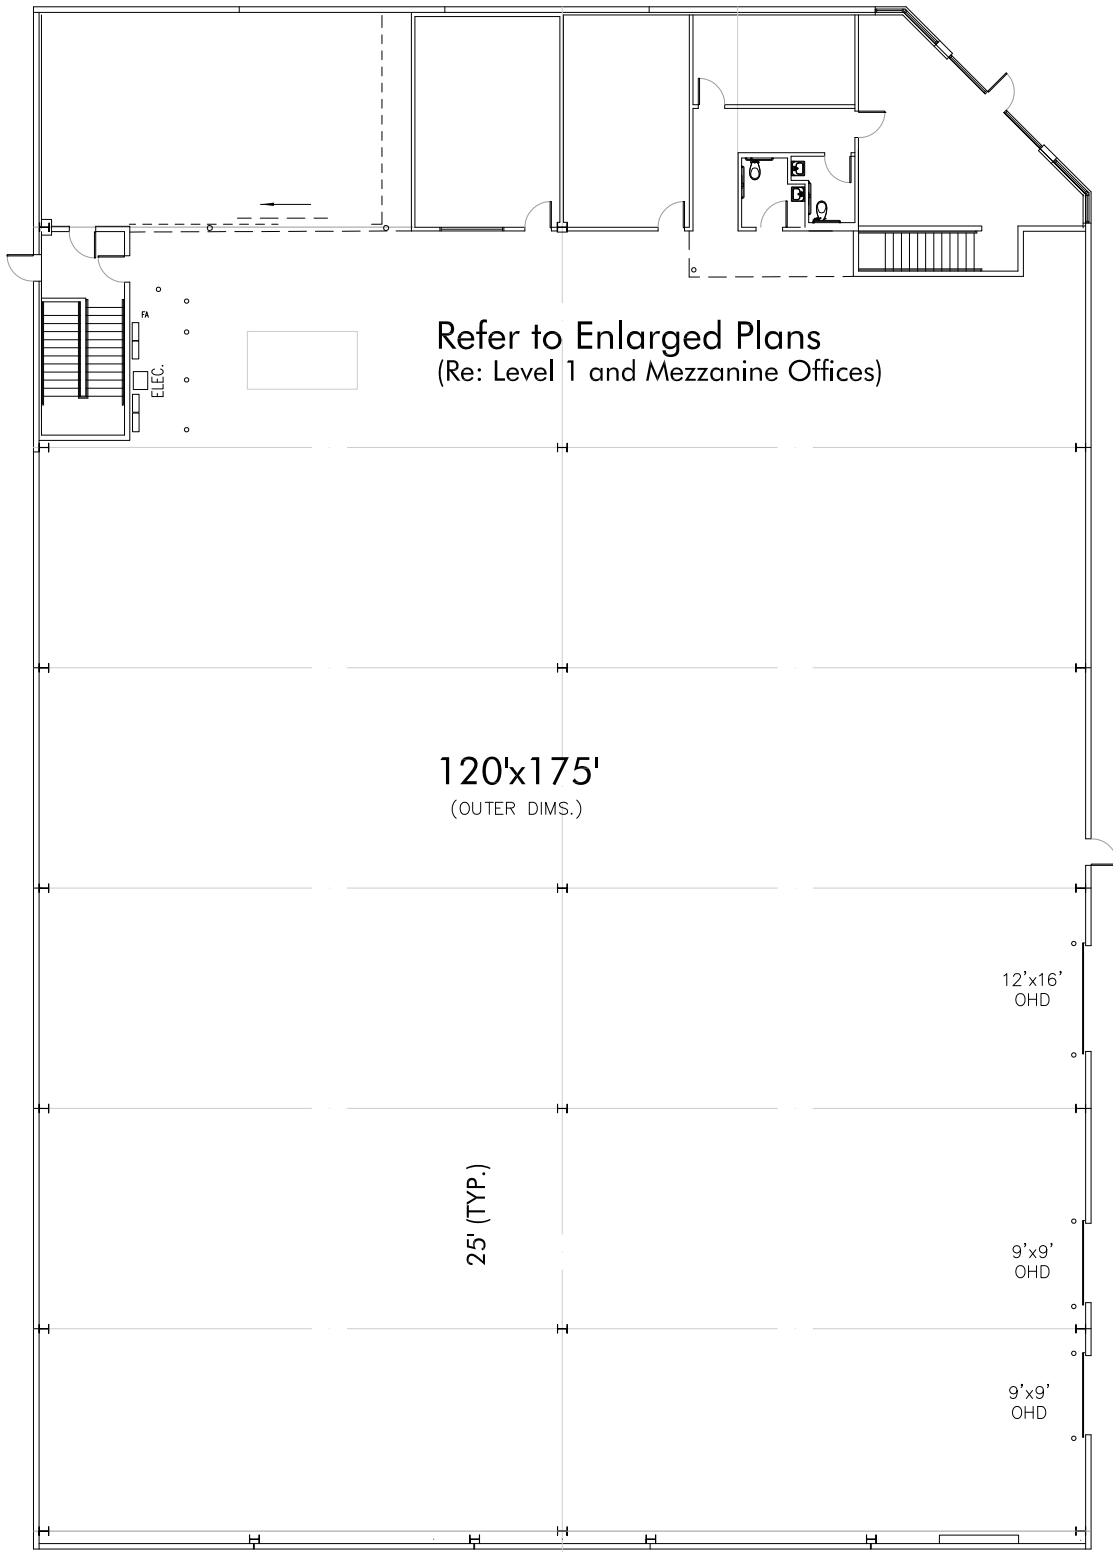 FA
ELEC.
Refer to Enlarged Plans
(Re: Level 1 and Mezzanine Offices)
120'x175'
(OUTER DIMS.)
12'x16'
OHD
25' (TYP.)
9'x9'
OHD
9'x9'
OHD